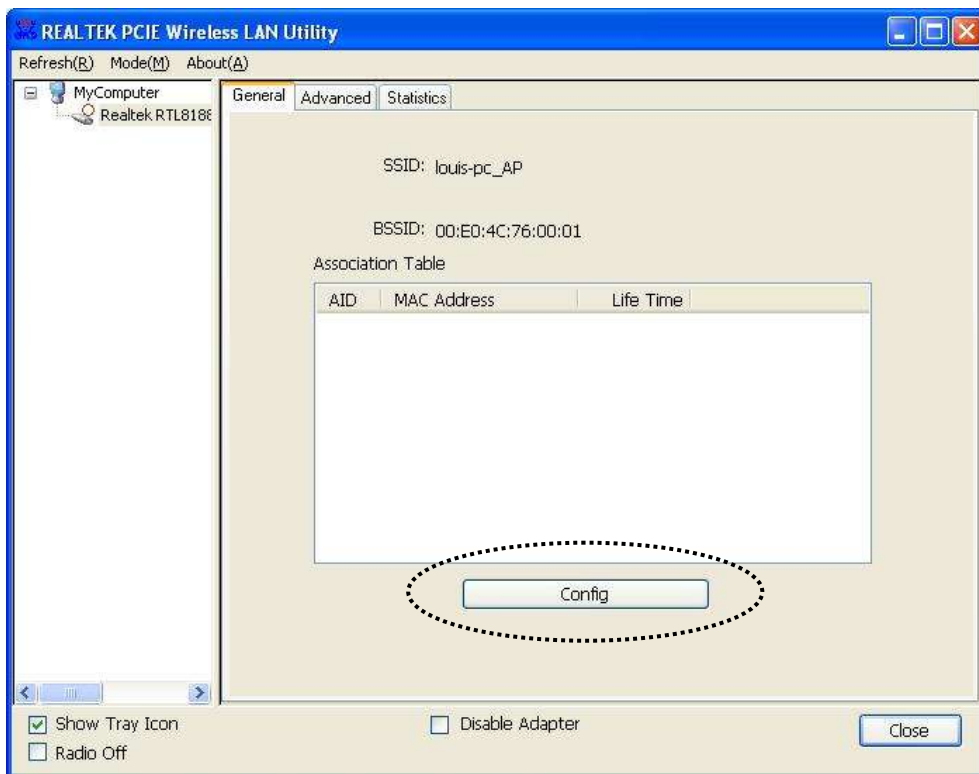 REALTEK PCIE Wireless LAN Utility
Refresh(R) Mode(M) About(A)
MyComputer
Realtek RTL8188
General Advanced Statistics
SSID: louis-pc_AP
BSSID: 00:E0:4C:76:00:01
Association Table
AID MAC Address Life Time
Config
Show Tray Icon
Radio Off
Disable Adapter
Close